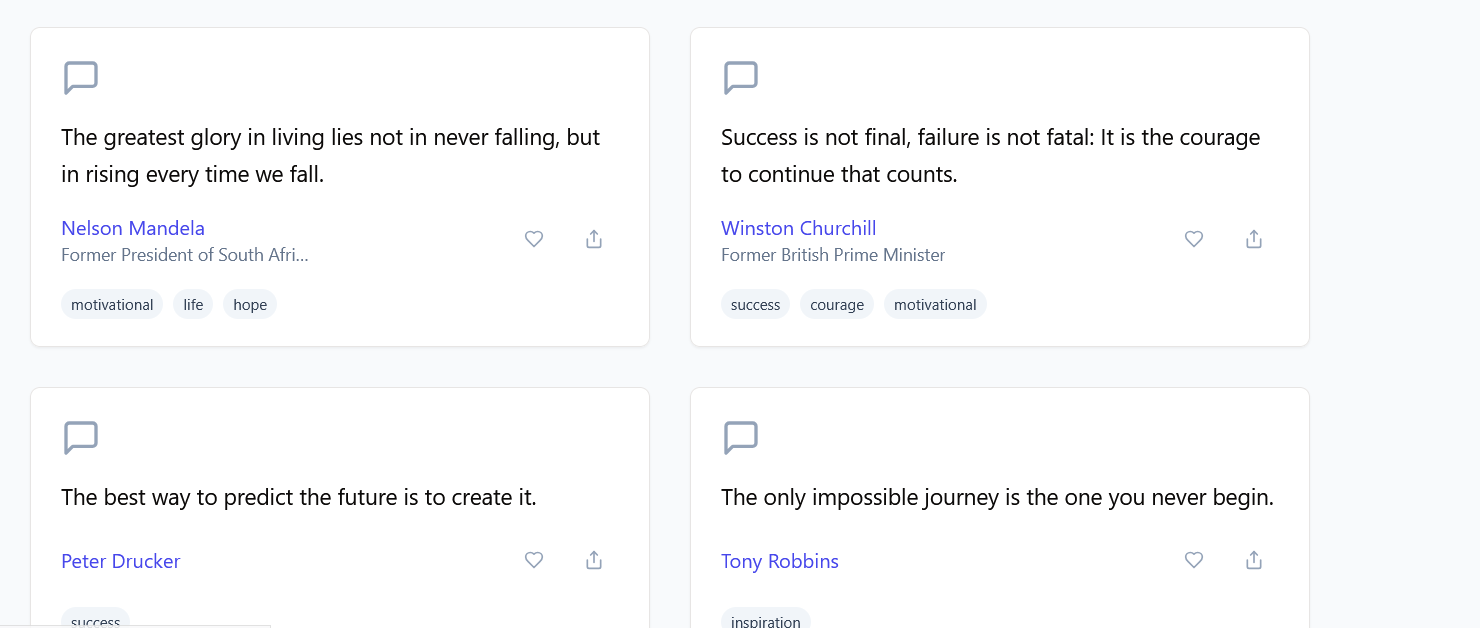 The greatest glory in living lies not in never falling, but
in rising every time we fall.
Nelson Mandela
Former President of South Afri...
motivational life hope
Success is not final, failure is not fatal: It is the courage
to continue that counts.
Winston Churchill
Former British Prime Minister
success courage motivational
The best way to predict the future is to create it.
Peter Drucker
success
The only impossible journey is the one you never begin.
Tony Robbins
inspiration